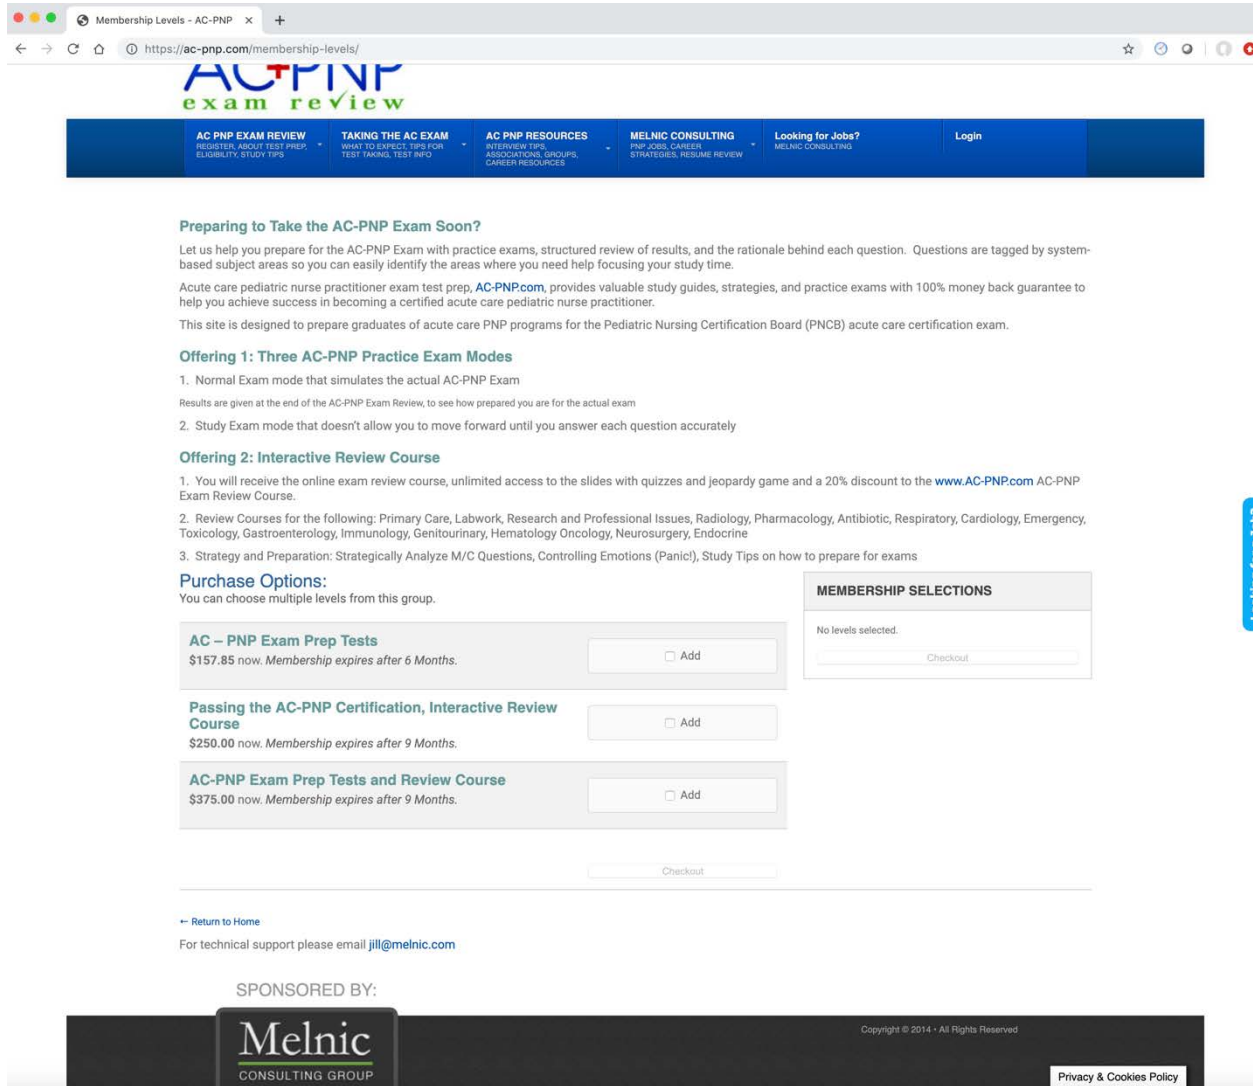 Membership Levels - AC-PNP
https://ac-pnp.com/membership-levels/
AC+PNP
exam review
AC PNP EXAM REVIEW
REGISTER, ABOUT TEST PREP,
ELIGIBILITY, STUDY TIPS
TAKING THE AC EXAM
WHAT TO EXPECT, TIPS FOR
TEST TAKING, TEST INFO
AC PNP RESOURCES
INTERVIEW TIPS,
ASSOCIATIONS, GROUPS,
CAREER RESOURCES
MELNIC CONSULTING
PNP JOBS, CAREER
STRATEGIES, RESUME REVIEW
Looking for Jobs?
MELNIC CONSULTING
Login
Preparing to Take the AC-PNP Exam Soon?
Let us help you prepare for the AC-PNP Exam with practice exams, structured review of results, and the rationale behind each question. Questions are tagged by system-
based subject areas so you can easily identify the areas where you need help focusing your study time.
Acute care pediatric nurse practitioner exam test prep, AC-PNP.com, provides valuable study guides, strategies, and practice exams with 100% money back guarantee to
help you achieve success in becoming a certified acute care pediatric nurse practitioner.
This site is designed to prepare graduates of acute care PNP programs for the Pediatric Nursing Certification Board (PNCB) acute care certification exam.
Offering 1: Three AC-PNP Practice Exam Modes
1. Normal Exam mode that simulates the actual AC-PNP Exam
Results are given at the end of the AC-PNP Exam Review, to see how prepared you are for the actual exam
2. Study Exam mode that doesn't allow you to move forward until you answer each question accurately
Offering 2: Interactive Review Course
1. You will receive the online exam review course, unlimited access to the slides with quizzes and jeopardy game and a 20% discount to the www.AC-PNP.com AC-PNP
Exam Review Course.
2. Review Courses for the following: Primary Care, Labwork, Research and Professional Issues, Radiology, Pharmacology, Antibiotic, Respiratory, Cardiology, Emergency,
Toxicology, Gastroenterology, Immunology, Genitourinary, Hematology Oncology, Neurosurgery, Endocrine
3. Strategy and Preparation: Strategically Analyze M/C Questions, Controlling Emotions (Panic!), Study Tips on how to prepare for exams
Purchase Options:
You can choose multiple levels from this group.
AC – PNP Exam Prep Tests
$157.85 now. Membership expires after 6 Months.
Add
Passing the AC-PNP Certification, Interactive Review
Course
$250.00 now. Membership expires after 9 Months.
Add
AC-PNP Exam Prep Tests and Review Course
$375.00 now. Membership expires after 9 Months.
Add
Checkout
MEMBERSHIP SELECTIONS
No levels selected.
Checkout
← Return to Home
For technical support please email jill@melnic.com
SPONSORED BY:
Melnic
CONSULTING GROUP
Copyright © 2014 • All Rights Reserved
Privacy & Cookies Policy